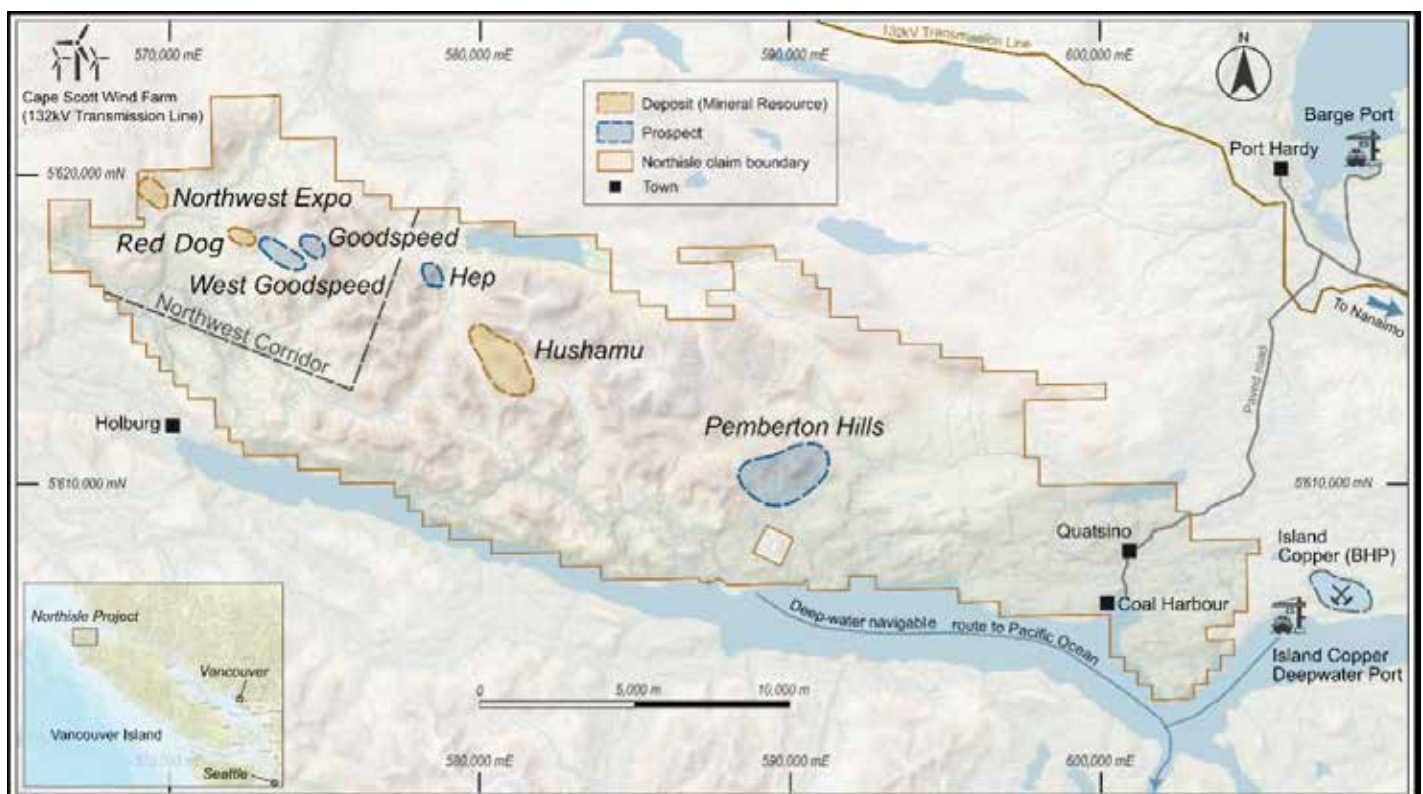 570,000 mE
580,000 mE
590,000 mE
132kV Transmission Line
600,000 mE
N
Cape Scott Wind Farm
(132kV Transmission Line)
Deposit (Mineral Resource)
Prospect
Northisle claim boundary
Town
Barge Port
Port Hardy
5'620,000 mN
Northwest Expo
Red Dog
Goodspeed
West Goodspeed
Hep
Northwest Corridor
To Nanaimo
Hushamu
Paved road
Holburg
Pemberton Hills
5'610,000 mN
5'610,000 mN
Quatsino
Island
Copper (BHP)
Coal Harbour
Deep-water navigable route to Pacific Ocean
Island Copper
Deepwater Port
Northisle Project
Vancouver
Vancouver Island
Seattle
0
5,000 m
10,000 m
570,000 mE
580,000 mE
590,000 mE
600,000 mE